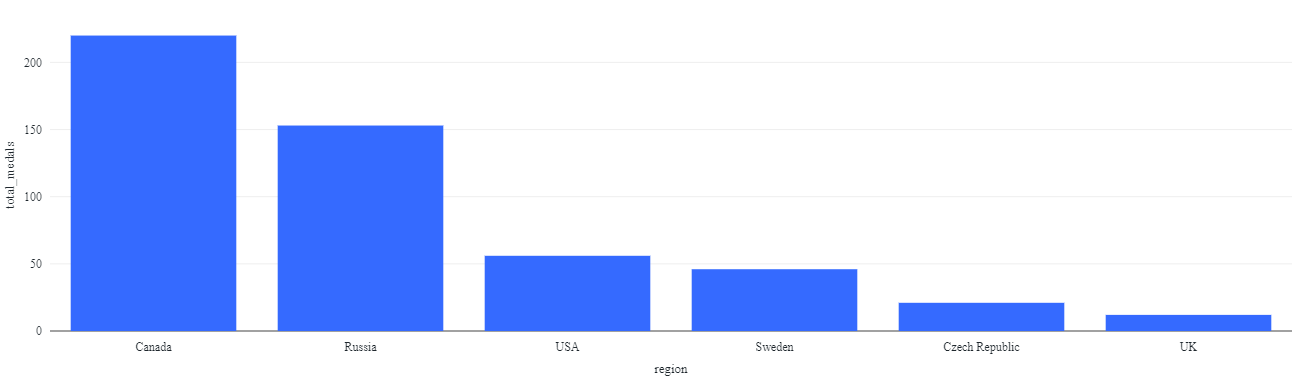 total_medals
200
150
100
50
0
Canada Russia USA Sweden Czech Republic UK
region